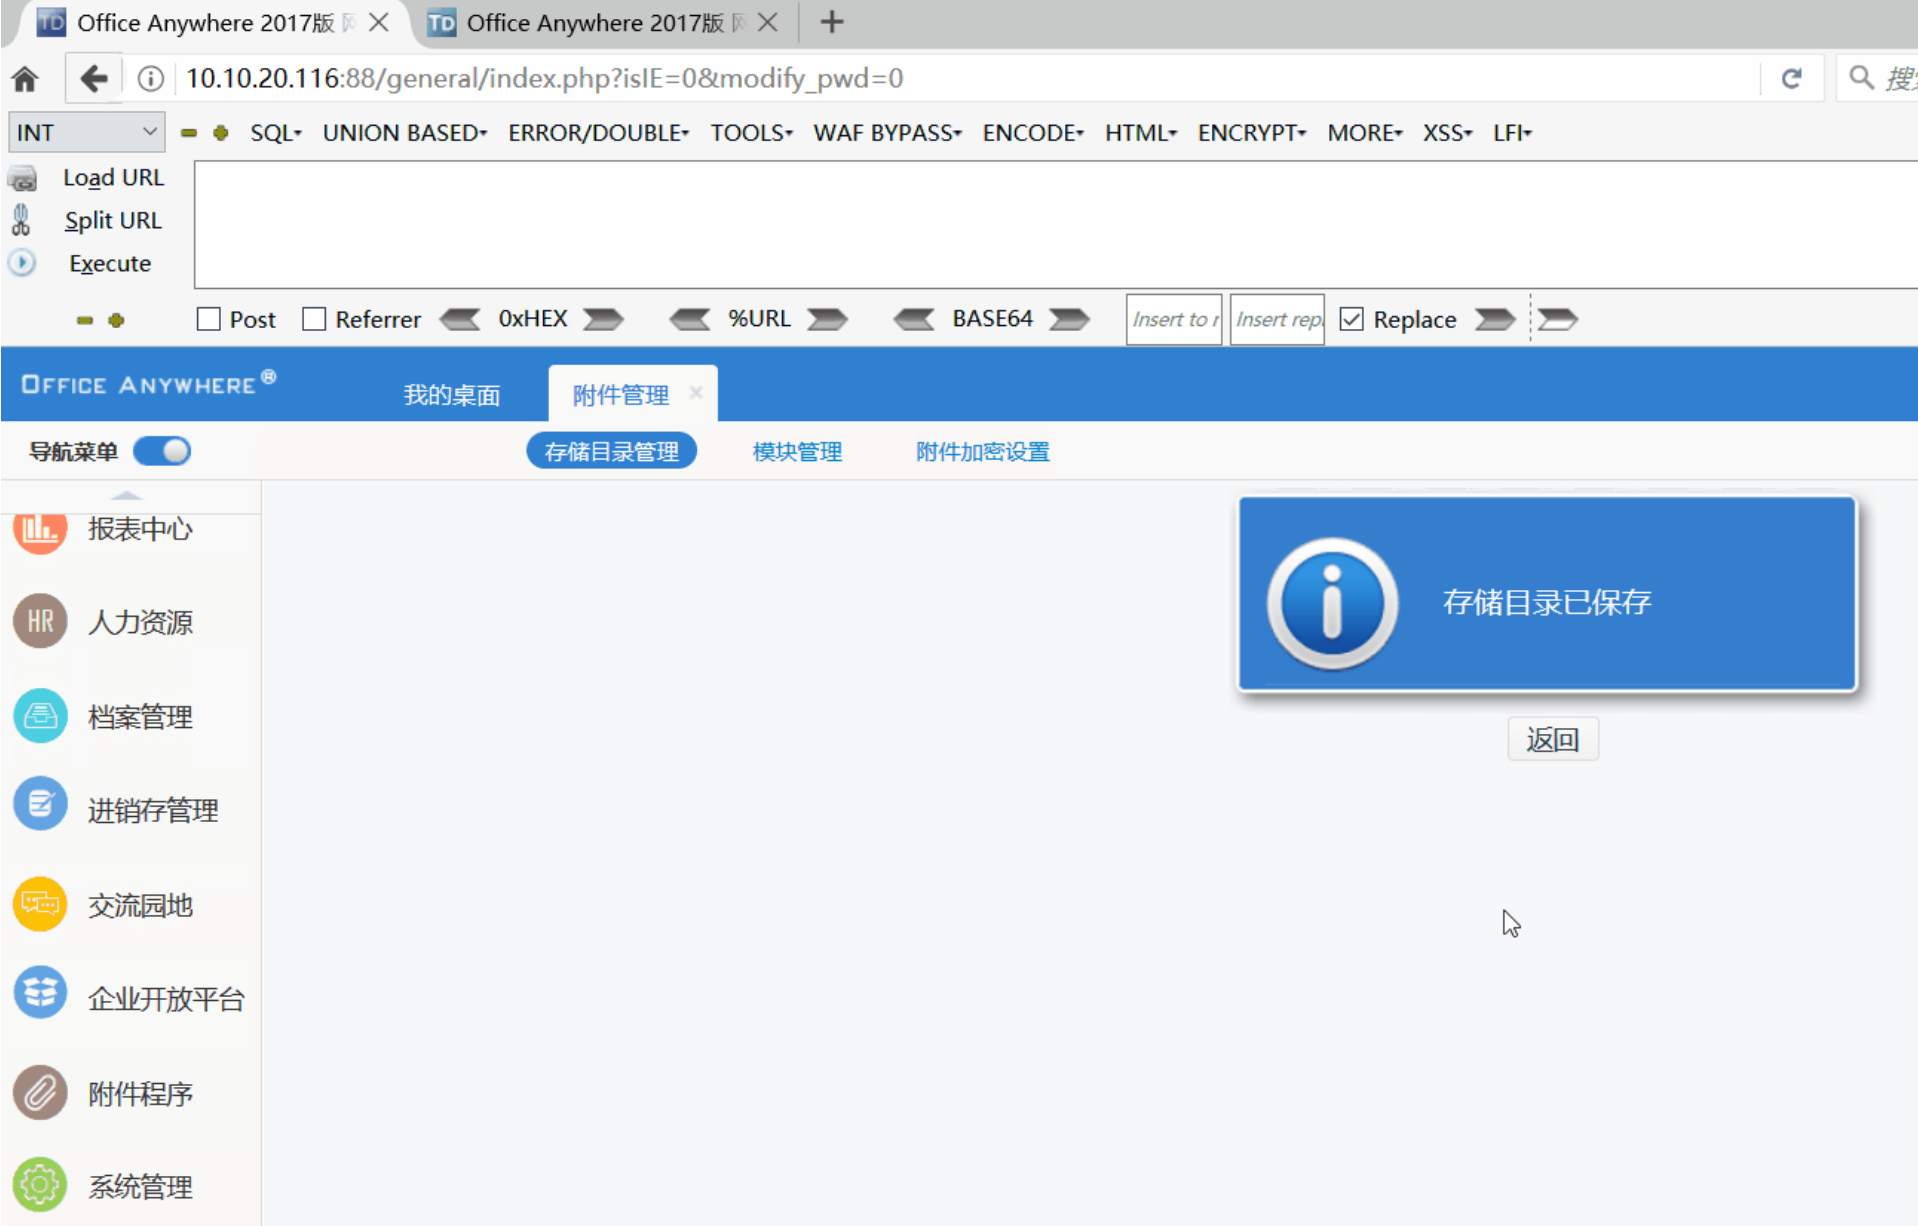 Office Anywhere 2017版 网
Office Anywhere 2017版 网
10.10.20.116:88/general/index.php?isIE=0&modify_pwd=0
INT
SQL
UNION BASED
ERROR/DOUBLE
TOOLS
WAF BYPASS
ENCODE
HTML
ENCRYPT
MORE
XSS
LFI
Load URL
Split URL
Execute
Post
Referrer
0xHEX
%URL
BASE64
Insert to r
Insert repl
Replace
OFFICE ANYWHERE®
我的桌面
附件管理
导航菜单
存储目录管理
模块管理
附件加密设置
报表中心
HR 人力资源
档案管理
进销存管理
交流园地
企业开放平台
附件程序
系统管理
存储目录已保存
返回